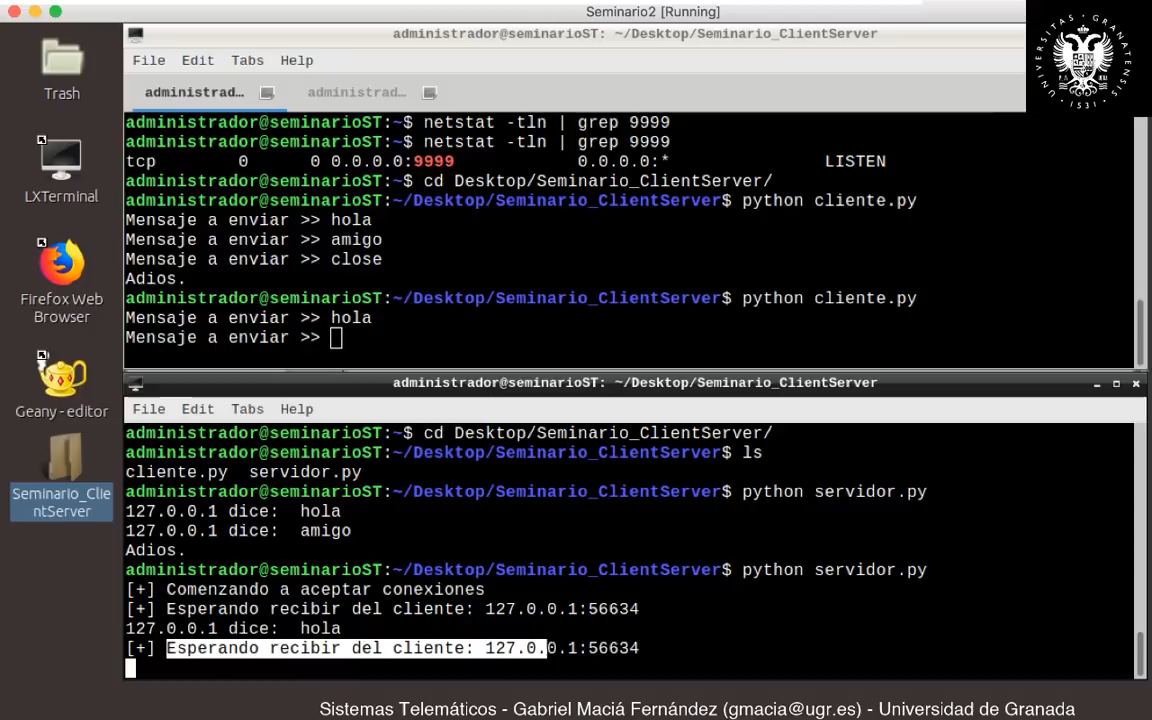 Seminario2 [Running]
administrador@seminarioST: ~/Desktop/Seminario_ClientServer
File Edit Tabs Help
administrad... administrad...
administrador@seminarioST:~$ netstat -tln | grep 9999
administrador@seminarioST:~$ netstat -tln | grep 9999
tcp 0 0 0.0.0.0:9999 0.0.0.0:* LISTEN
administrador@seminarioST:~$ cd Desktop/Seminario_ClientServer/
administrador@seminarioST:~/Desktop/Seminario_ClientServer$ python cliente.py
Mensaje a enviar >> hola
Mensaje a enviar >> amigo
Mensaje a enviar >> close
Adios.
administrador@seminarioST:~/Desktop/Seminario_ClientServer$ python cliente.py
Mensaje a enviar >> hola
Mensaje a enviar >>
administrador@seminarioST: ~/Desktop/Seminario_ClientServer
File Edit Tabs Help
administrador@seminarioST:~$ cd Desktop/Seminario_ClientServer/
administrador@seminarioST:~/Desktop/Seminario_ClientServer$ ls
cliente.py servidor.py
administrador@seminarioST:~/Desktop/Seminario_ClientServer$ python servidor.py
127.0.0.1 dice: hola
127.0.0.1 dice: amigo
Adios.
administrador@seminarioST:~/Desktop/Seminario_ClientServer$ python servidor.py
[+] Comenzando a aceptar conexiones
[+] Esperando recibir del cliente: 127.0.0.1:56634
127.0.0.1 dice: hola
[+] Esperando recibir del cliente: 127.0.0.1:56634
Trash
LXTerminal
Firefox Web
Browser
Geany - editor
Seminario_Clie
ntServer
UNIVERSITAS GRANATENSIS 1531
Sistemas Telemáticos - Gabriel Maciá Fernández (gmacia@ugr.es) - Universidad de Granada